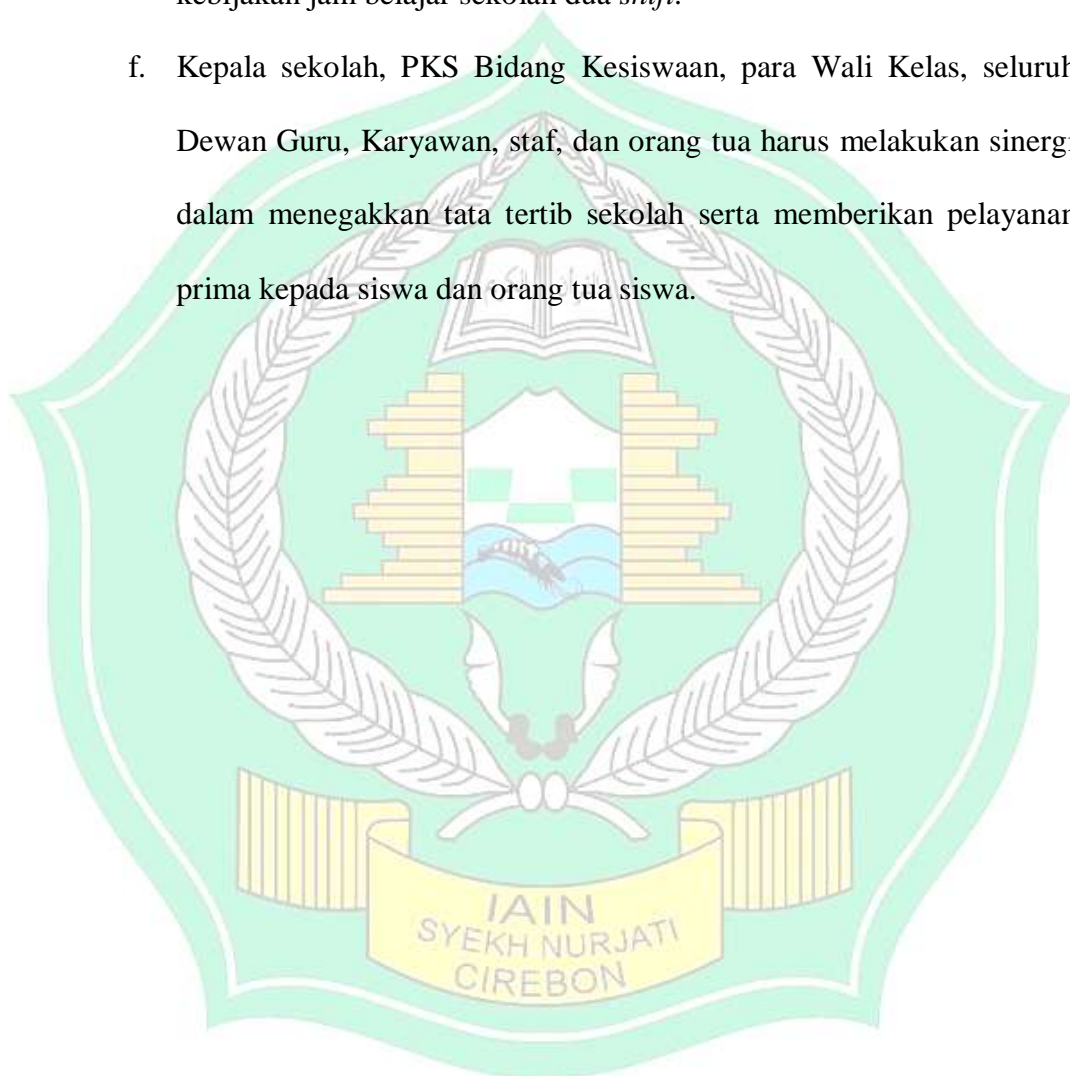 kebijakan jam belajar sekolah dua shift.
f. Kepala sekolah, PKS Bidang Kesiswaan, para Wali Kelas, seluruh
Dewan Guru, Karyawan, staf, dan orang tua harus melakukan sinergi
dalam menegakkan tata tertib sekolah serta memberikan pelayanan
prima kepada siswa dan orang tua siswa.
IAIN
SYEKH NURJATI
CIREBON